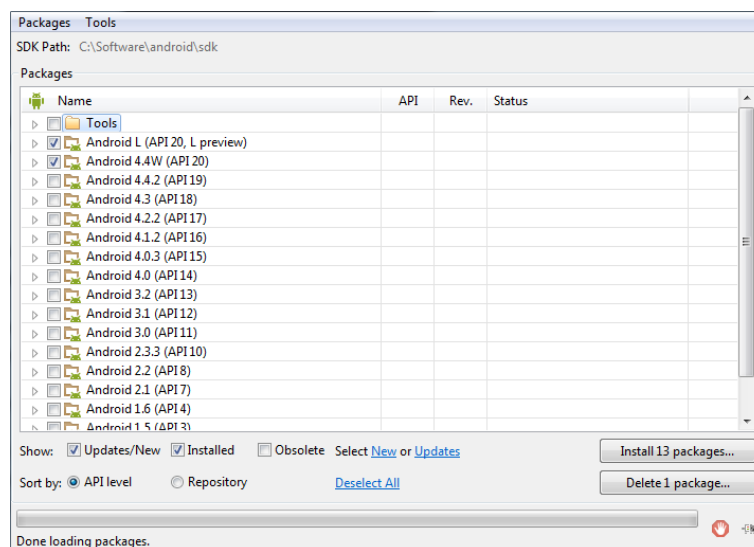 Packages Tools
SDK Path: C:\Software\android\sdk
Packages
Name API Rev. Status
Tools
Android L (API 20, L preview)
Android 4.4W (API 20)
Android 4.4.2 (API 19)
Android 4.3 (API 18)
Android 4.2.2 (API 17)
Android 4.1.2 (API 16)
Android 4.0.3 (API 15)
Android 4.0 (API 14)
Android 3.2 (API 13)
Android 3.1 (API 12)
Android 3.0 (API 11)
Android 2.3.3 (API 10)
Android 2.2 (API 8)
Android 2.1 (API 7)
Android 1.6 (API 4)
Android 1.5 (API 3)
Show: Updates/New Installed Obsolete Select New or Updates Install 13 packages...
Sort by: API level Repository Deselect All Delete 1 package...
Done loading packages.